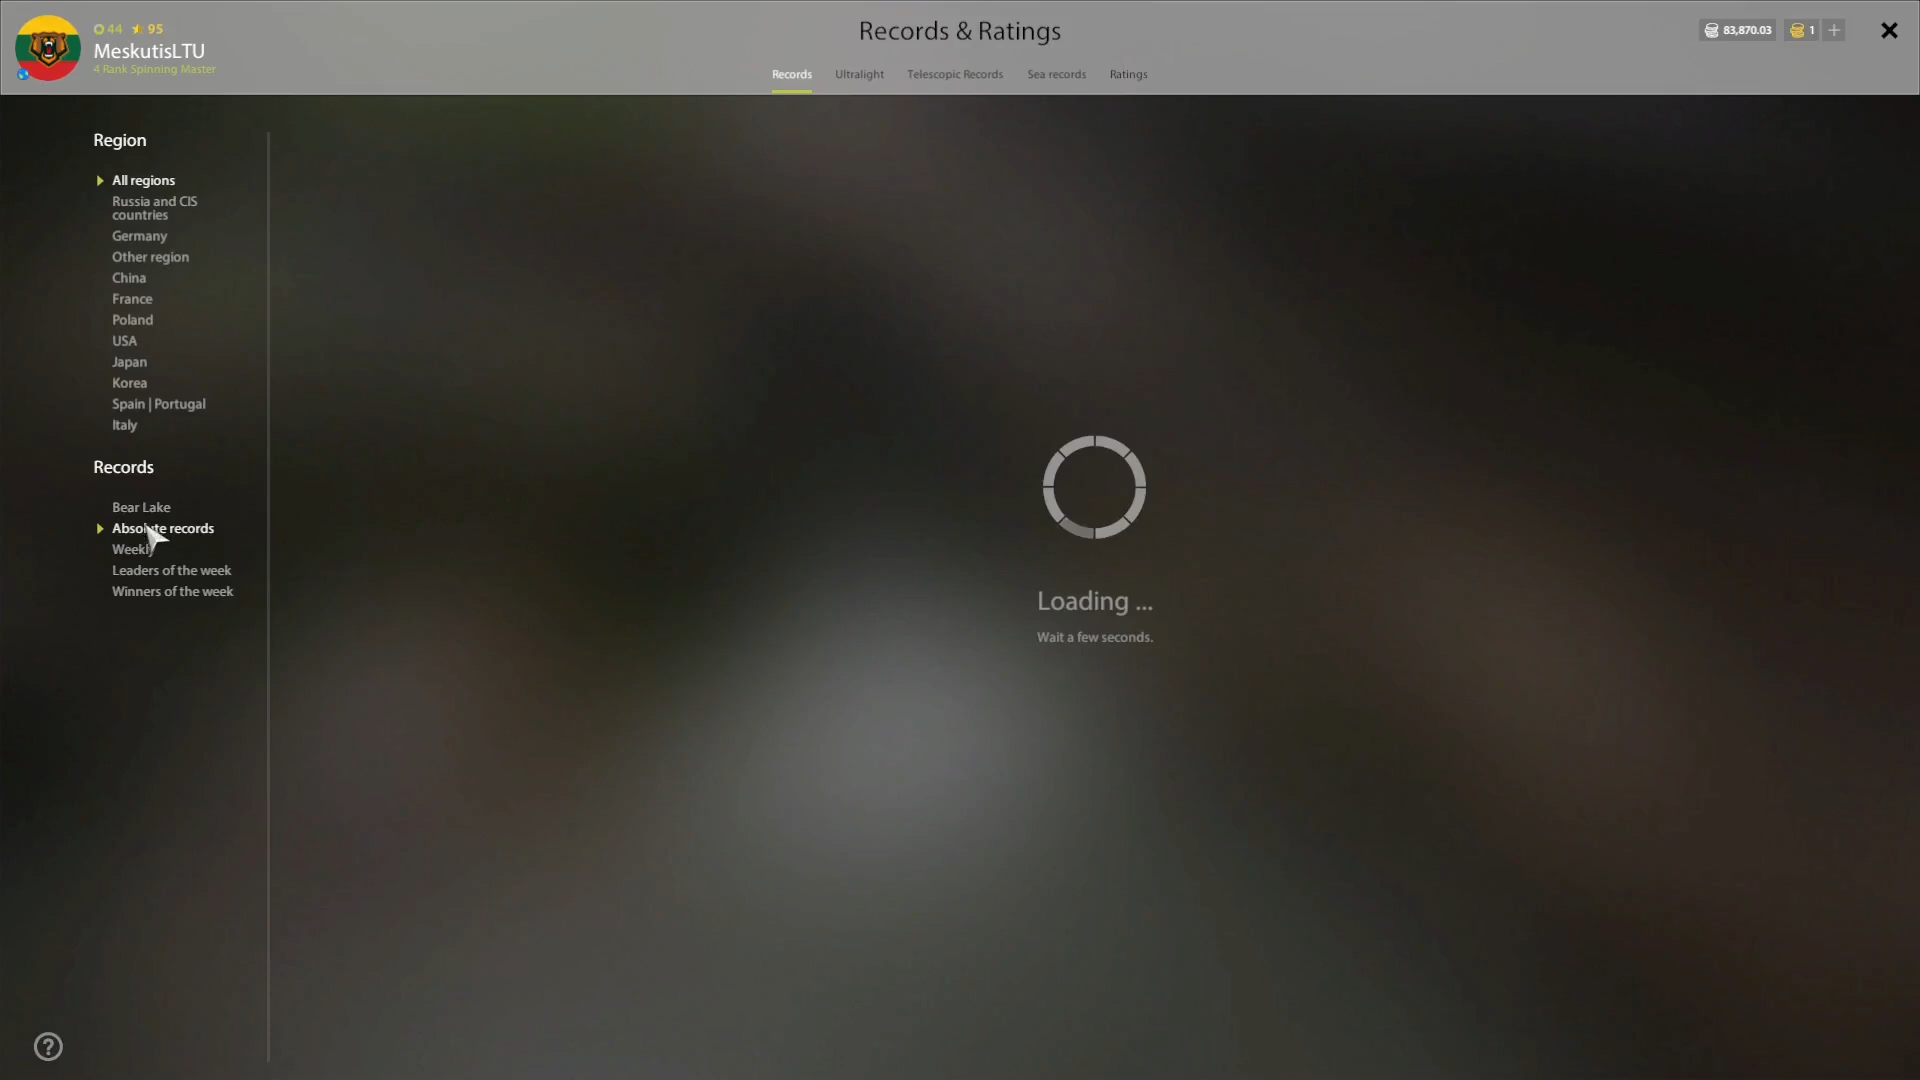 44 95
MeskutisLTU
4 Rank Spinning Master
Records & Ratings
83,870.03 1 +
Records Ultralight Telescopic Records Sea records Ratings
Region
All regions
Russia and CIS
countries
Germany
Other region
China
France
Poland
USA
Japan
Korea
Spain | Portugal
Italy
Records
Bear Lake
Absolute records
Weekly
Leaders of the week
Winners of the week
Loading ...
Wait a few seconds.
?